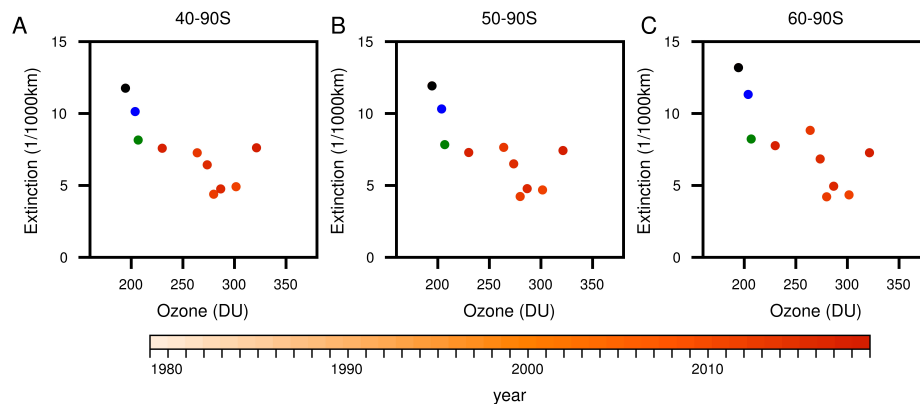 A 40-90S B 50-90S C 60-90S
15 15 15
10 10 10
5 5 5
0 0 0
Extinction (1/1000km) Extinction (1/1000km) Extinction (1/1000km)
200 250 300 350 200 250 300 350 200 250 300 350
Ozone (DU) Ozone (DU) Ozone (DU)
1980 1990 2000 2010
year